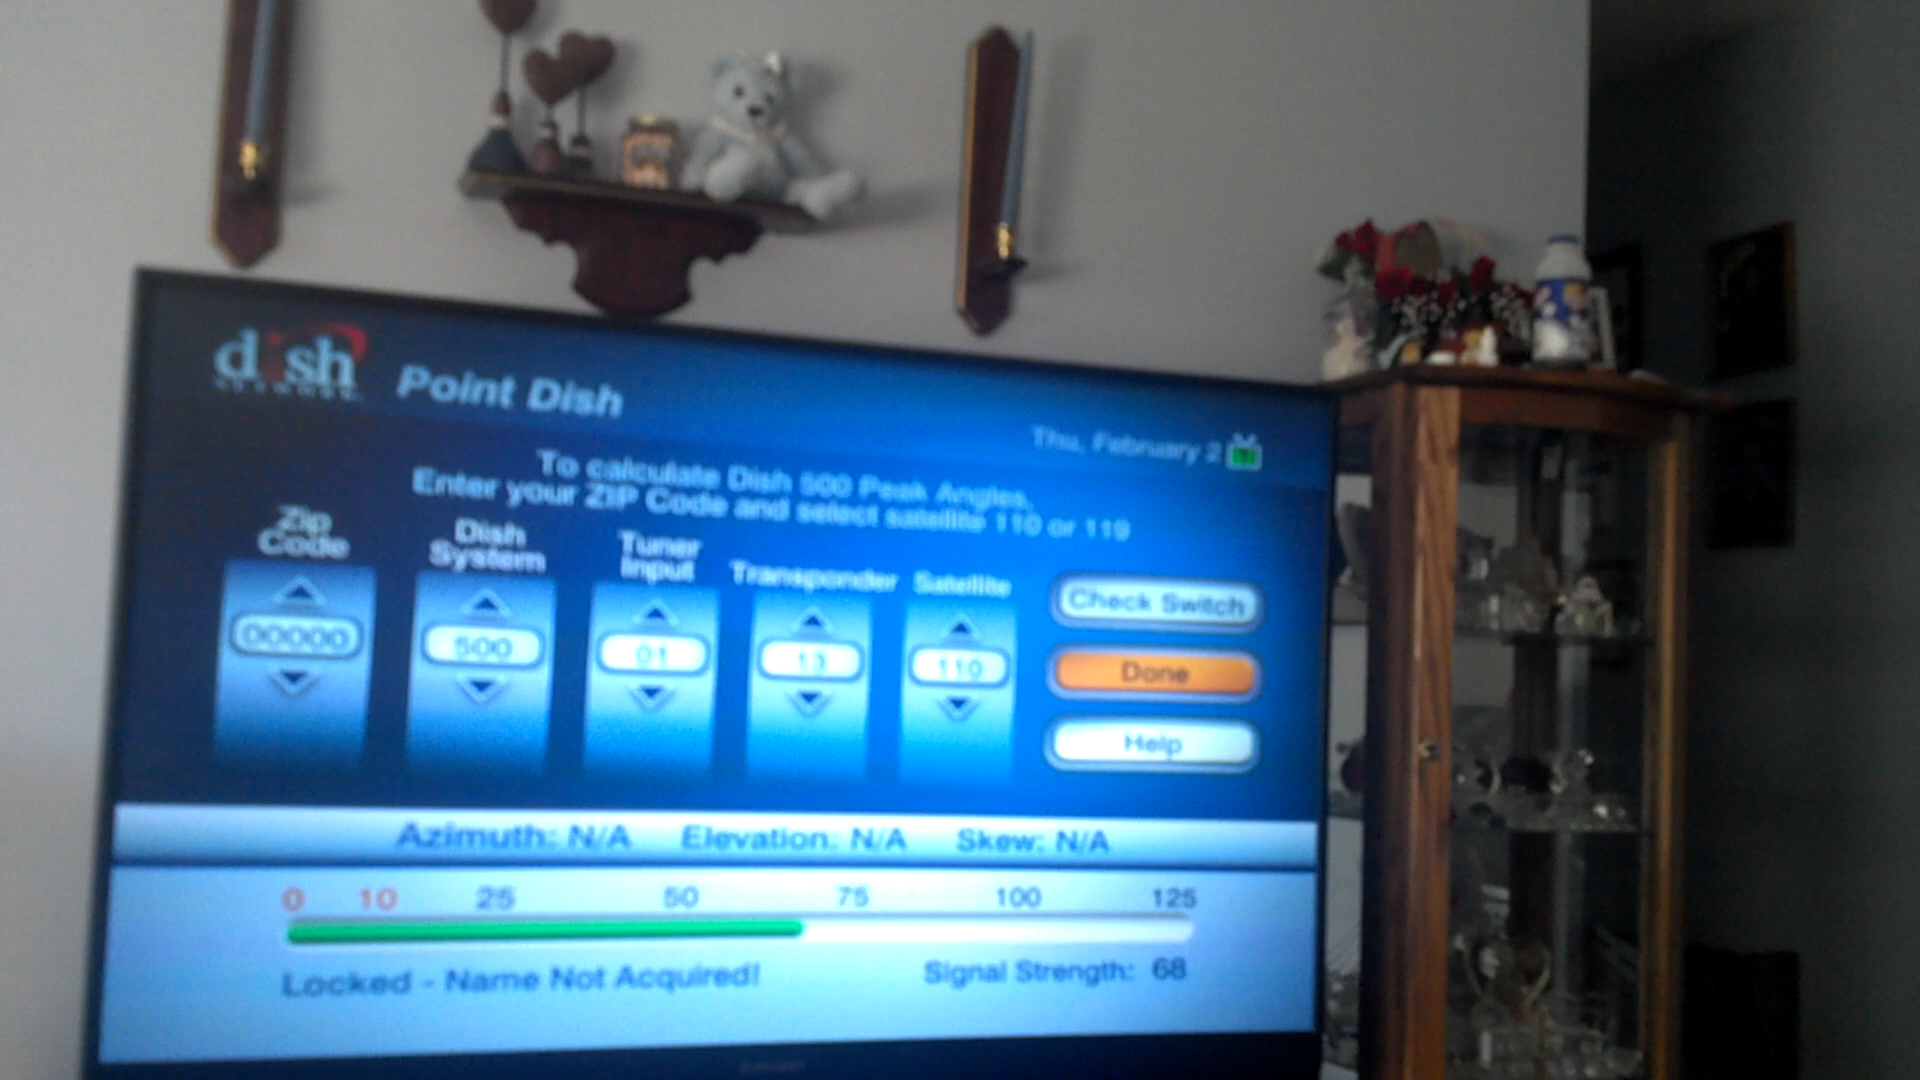 dish
NETWORK
Point Dish
Thu, February 2
To calculate Dish 500 Peak Angles,
Enter your ZIP Code and select satellite 110 or 119
Zip Code
Dish System
Tuner Input
Transponder
Satellite
00000
500
01
13
110
Check Switch
Done
Help
Azimuth: N/A Elevation: N/A Skew: N/A
0 10 25 50 75 100 125
Locked - Name Not Acquired!
Signal Strength: 68